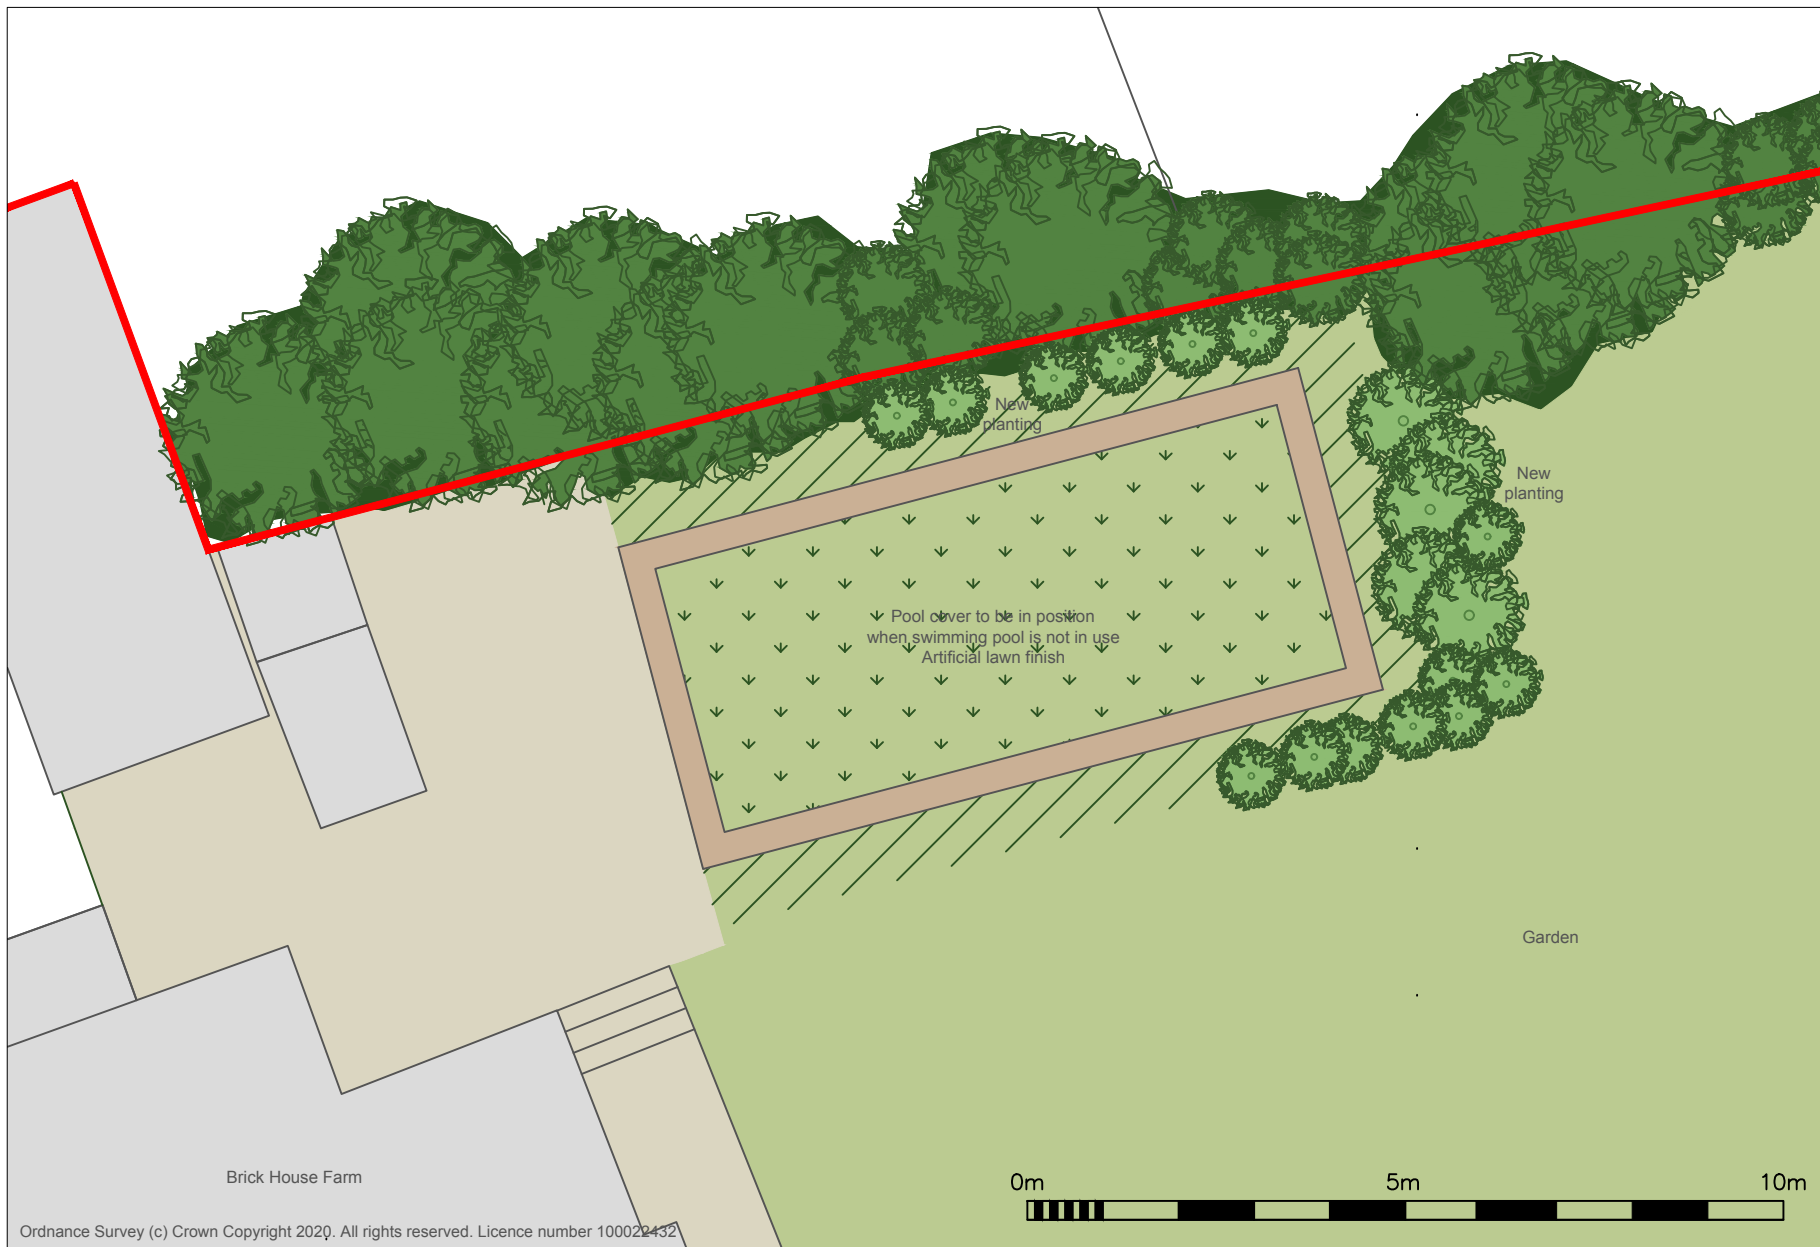 New
planting
New
planting
Pool cover to be in position
when swimming pool is not in use
Artificial lawn finish
Garden
Brick House Farm
0m 5m 10m
Ordnance Survey (c) Crown Copyright 2020. All rights reserved. Licence number 100022432